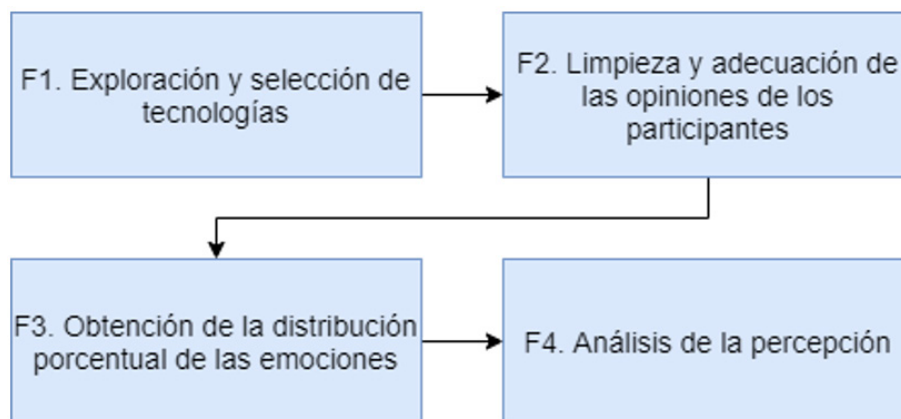 F1. Exploración y selección de
tecnologías
F2. Limpieza y adecuación de
las opiniones de los
participantes
F3. Obtención de la distribución
porcentual de las emociones
F4. Análisis de la percepción